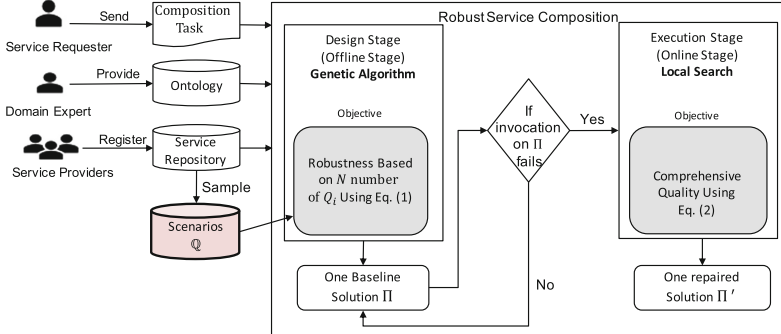 Service Requester
Send
Composition
Task
Domain Expert
Provide
Ontology
Service Providers
Register
Service
Repository
Sample
Scenarios
ℚ
Robust Service Composition
Design Stage
(Offline Stage)
Genetic Algorithm
Objective
Robustness Based
on N number
of Qᵢ Using Eq. (1)
One Baseline
Solution Π
If
invocation
on Π
fails
Yes
No
Execution Stage
(Online Stage)
Local Search
Objective
Comprehensive
Quality Using
Eq. (2)
One repaired
Solution Π ′